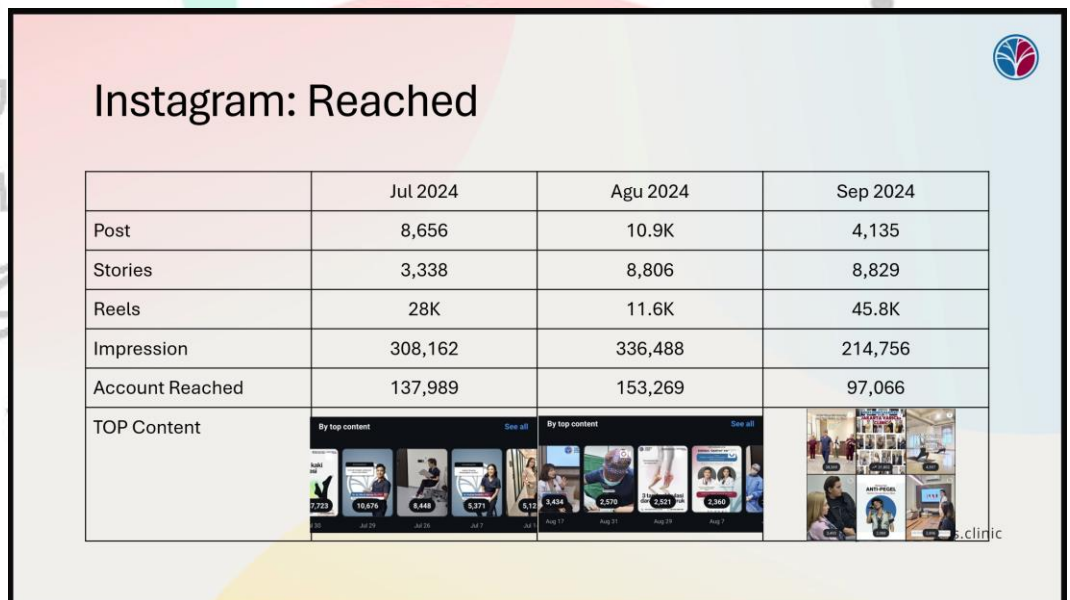 Instagram: Reached
Jul 2024 Agu 2024 Sep 2024
Post 8,656 10.9K 4,135
Stories 3,338 8,806 8,829
Reels 28K 11.6K 45.8K
Impression 308,162 336,488 214,756
Account Reached 137,989 153,269 97,066
TOP Content
By top content See all
7,723 10,676 8,448 5,371 5,12
Jul 29 Jul 26 Jul 7
By top content See all
3,434 2,570 2,521 2,360
Aug 17 Aug 31 Aug 29 Aug 7
ANTI-PEGEL
s.clinic